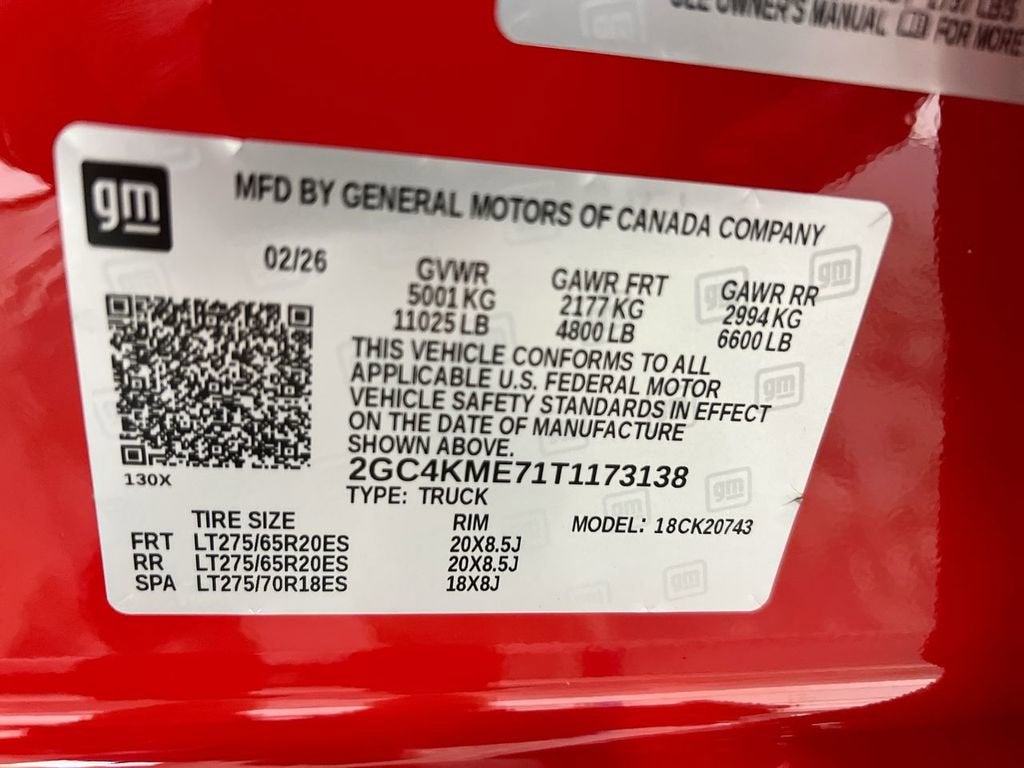 SEE OWNER'S MANUAL FOR MORE
gm
MFD BY GENERAL MOTORS OF CANADA COMPANY
02/26
GVWR
5001 KG
11025 LB
GAWR FRT
2177 KG
4800 LB
GAWR RR
2994 KG
6600 LB
THIS VEHICLE CONFORMS TO ALL
APPLICABLE U.S. FEDERAL MOTOR
VEHICLE SAFETY STANDARDS IN EFFECT
ON THE DATE OF MANUFACTURE
SHOWN ABOVE.
2GC4KME71T1173138
TYPE: TRUCK
130X
TIRE SIZE RIM MODEL: 18CK20743
FRT LT275/65R20ES 20X8.5J
RR LT275/65R20ES 20X8.5J
SPA LT275/70R18ES 18X8J